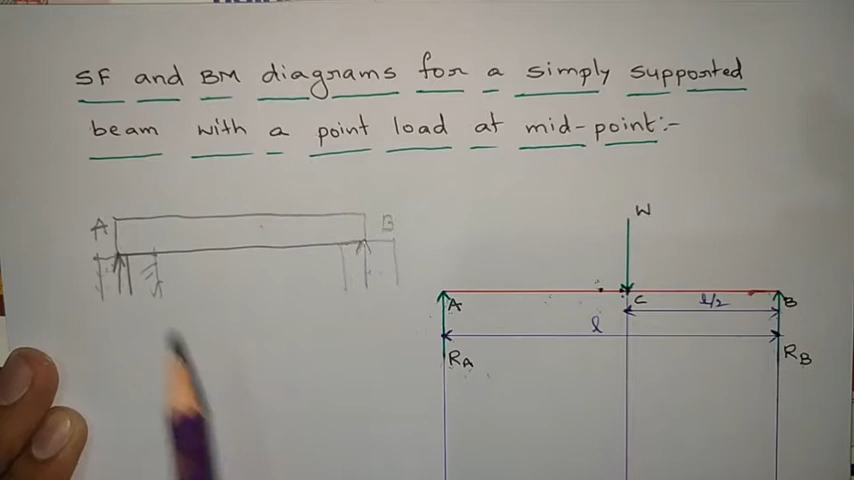 SF and BM diagrams for a simply supported
beam with a point load at mid-point:-
A B
W
A C l/2 B
l
RA RB